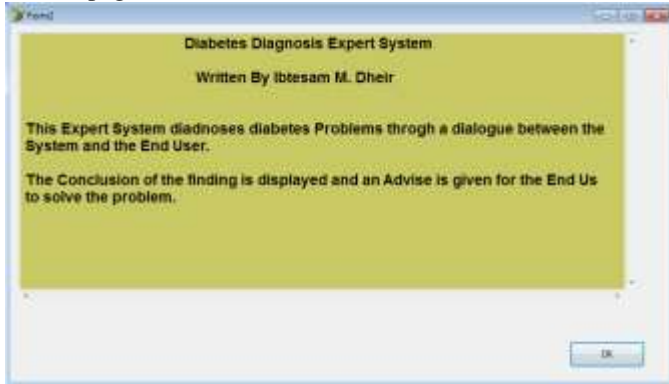 Form2
Diabetes Diagnosis Expert System
Written By Ibtesam M. Dheir
This Expert System diadnoses diabetes Problems throgh a dialogue between the
System and the End User.
The Conclusion of the finding is displayed and an Advise is given for the End Us
to solve the problem.
OK